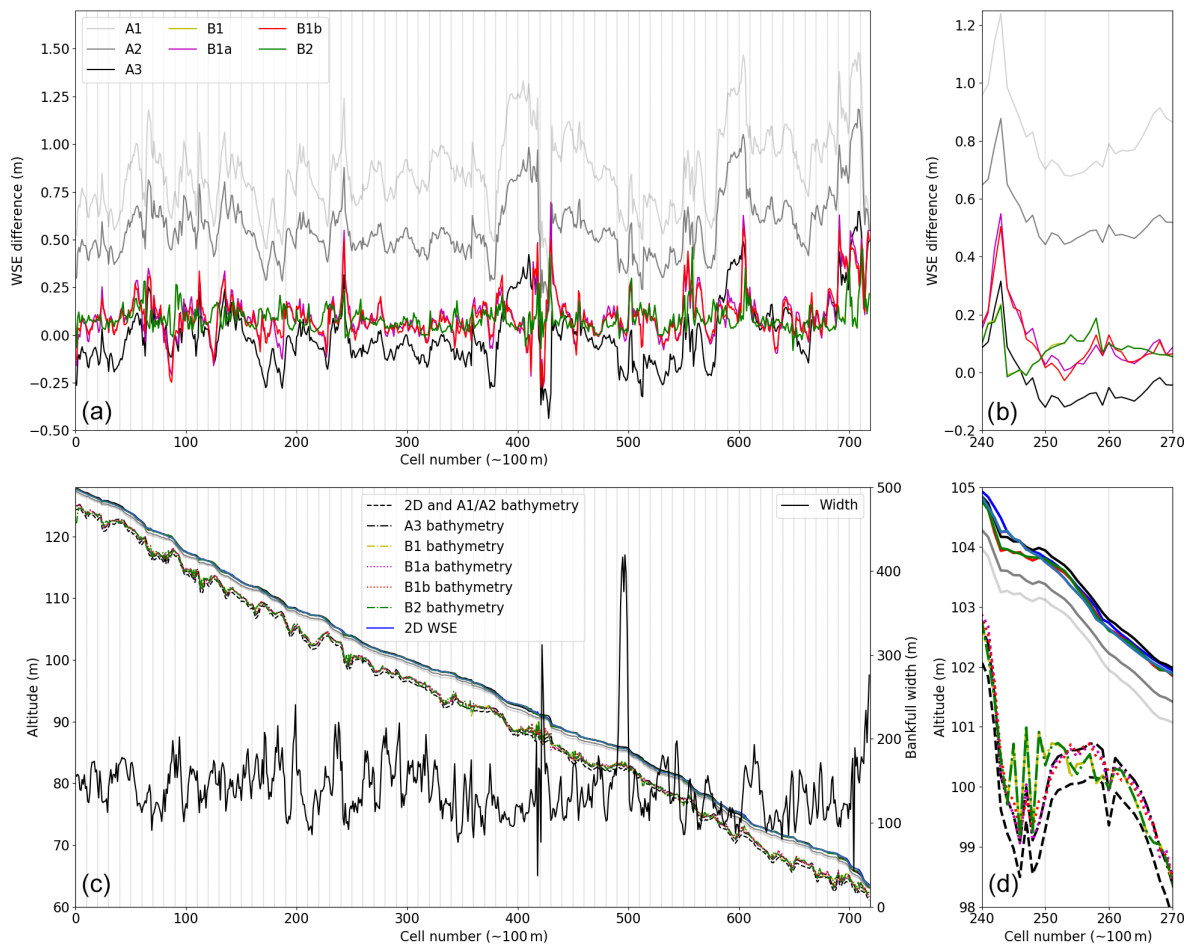 A1 B1 B1b
A2 B1a B2
A3
1.50
1.25
1.00
0.75
0.50
0.25
0.00
−0.25
−0.50
WSE difference (m)
(a)
0 100 200 300 400 500 600 700
Cell number (~100 m)
1.2
1.0
0.8
0.6
0.4
0.2
0.0
−0.2
WSE difference (m)
(b)
240 250 260 270
2D and A1/A2 bathymetry
A3 bathymetry
B1 bathymetry
B1a bathymetry
B1b bathymetry
B2 bathymetry
2D WSE
Width
120
110
100
90
80
70
60
Altitude (m)
500
400
300
200
100
0
Bankfull width (m)
(c)
0 100 200 300 400 500 600 700
Cell number (~100 m)
105
104
103
102
101
100
99
98
Altitude (m)
(d)
240 250 260 270
Cell number (~100 m)